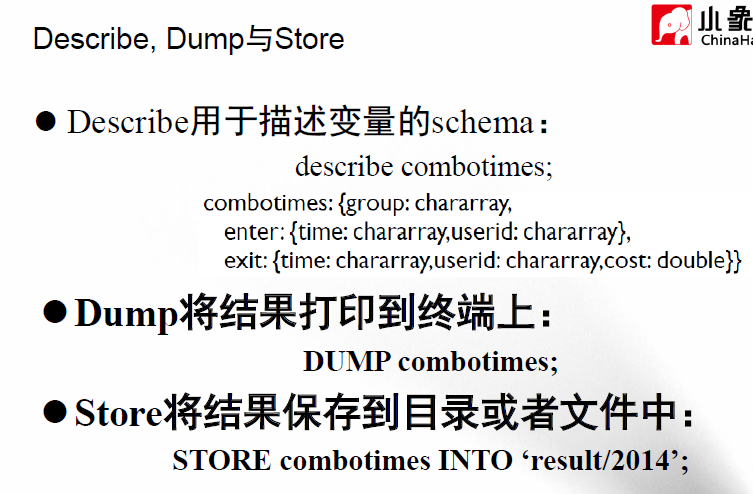 Describe, Dump与Store
小象
ChinaHa
● Describe用于描述变量的schema：
describe combotimes;
combotimes: {group: chararray,
enter: {time: chararray,userid: chararray},
exit: {time: chararray,userid: chararray,cost: double}}
●Dump将结果打印到终端上：
DUMP combotimes;
●Store将结果保存到目录或者文件中：
STORE combotimes INTO ‘result/2014’;